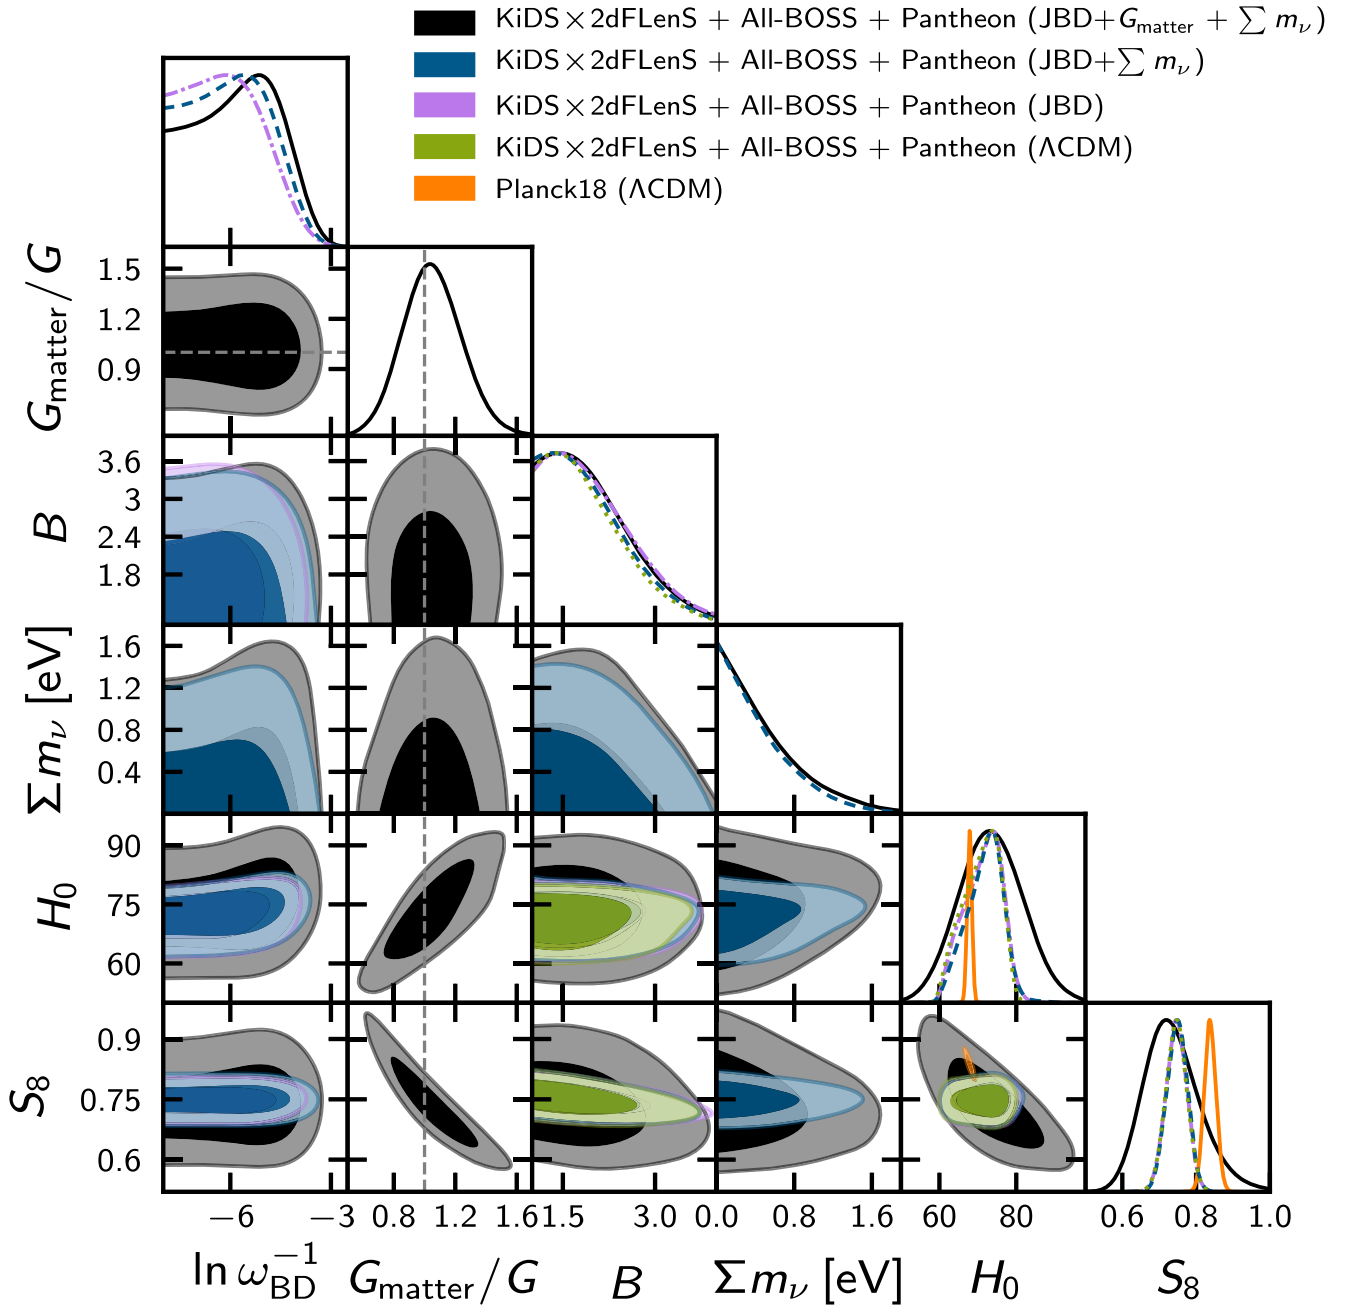 KiDS×2dFLenS + All-BOSS + Pantheon (JBD+G_matter + ∑ m_ν)
KiDS×2dFLenS + All-BOSS + Pantheon (JBD+∑ m_ν)
KiDS×2dFLenS + All-BOSS + Pantheon (JBD)
KiDS×2dFLenS + All-BOSS + Pantheon (ΛCDM)
Planck18 (ΛCDM)
G_matter/G
1.5
1.2
0.9
B
3.6
3
2.4
1.8
Σm_ν [eV]
1.6
1.2
0.8
0.4
H_0
90
75
60
S_8
0.9
0.75
0.6
−6 −3 0.8 1.2 1.6 1.5 3.0 0.0 0.8 1.6 60 80 0.6 0.8 1.0
ln ω_BD^−1 G_matter/G B Σm_ν [eV] H_0 S_8